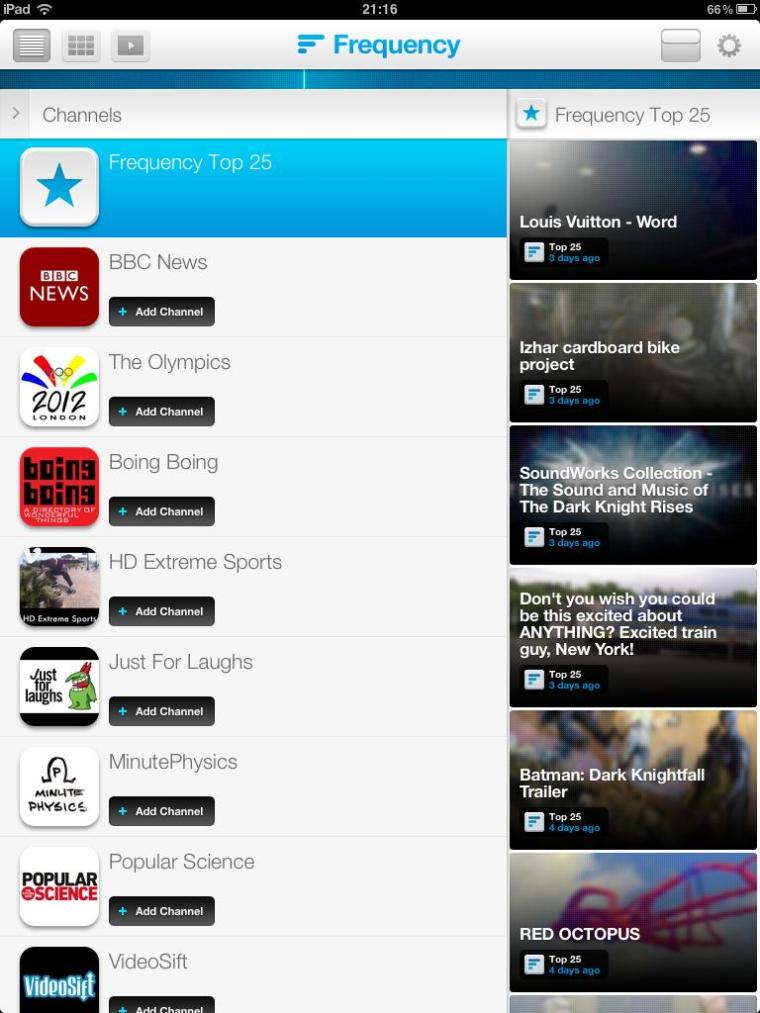 iPad
21:16
66%
Frequency
Channels
Frequency Top 25
BBC
NEWS
BBC News
+ Add Channel
2012
LONDON
The Olympics
+ Add Channel
boing
boing
A DIRECTORY OF
WONDERFUL
THINGS
Boing Boing
+ Add Channel
HD Extreme Sports
HD Extreme Sports
+ Add Channel
Just
for
laughs
Just For Laughs
+ Add Channel
MINUTE
PHYSICS
MinutePhysics
+ Add Channel
POPULAR
SCIENCE
Popular Science
+ Add Channel
VideoSift
VideoSift
+ Add Channel
Frequency Top 25
Louis Vuitton - Word
Top 25
3 days ago
Izhar cardboard bike
project
Top 25
3 days ago
SoundWorks Collection -
The Sound and Music of
The Dark Knight Rises
Top 25
3 days ago
Don't you wish you could
be this excited about
ANYTHING? Excited train
guy, New York!
Top 25
3 days ago
Batman: Dark Knightfall
Trailer
Top 25
4 days ago
RED OCTOPUS
Top 25
4 days ago